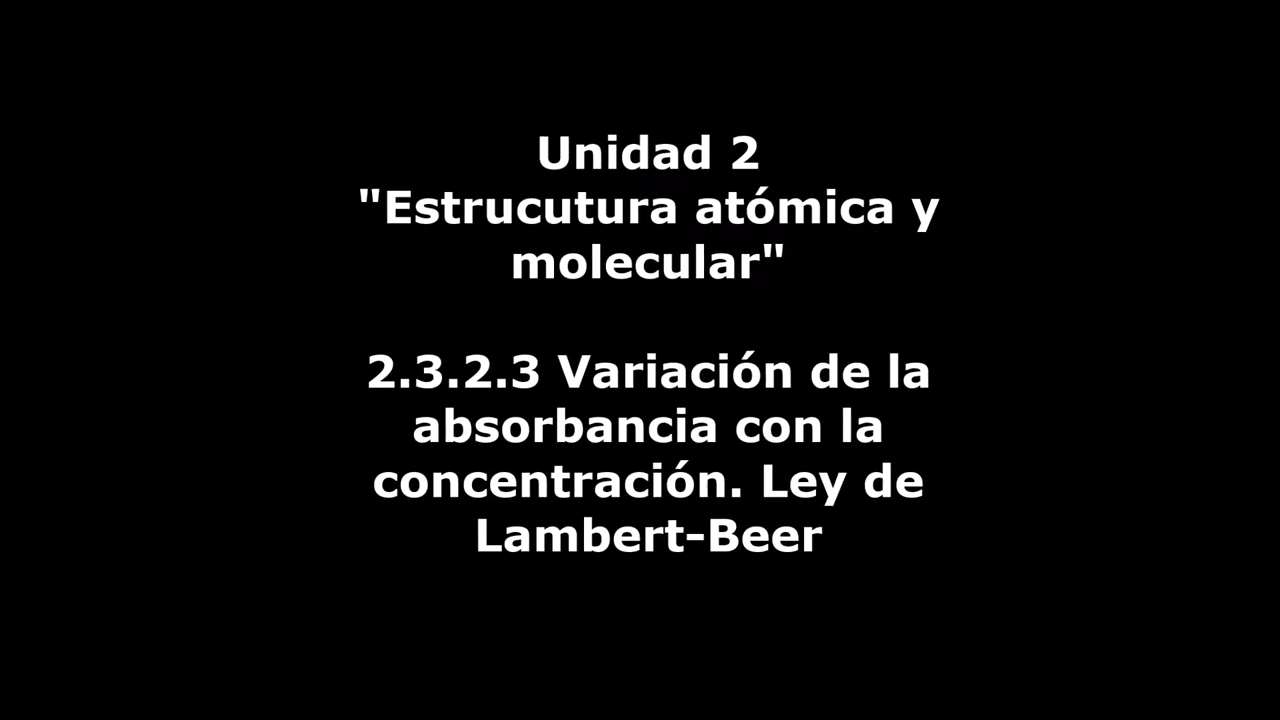 Unidad 2
"Estrucutura atómica y
molecular"
2.3.2.3 Variación de la
absorbancia con la
concentración. Ley de
Lambert-Beer